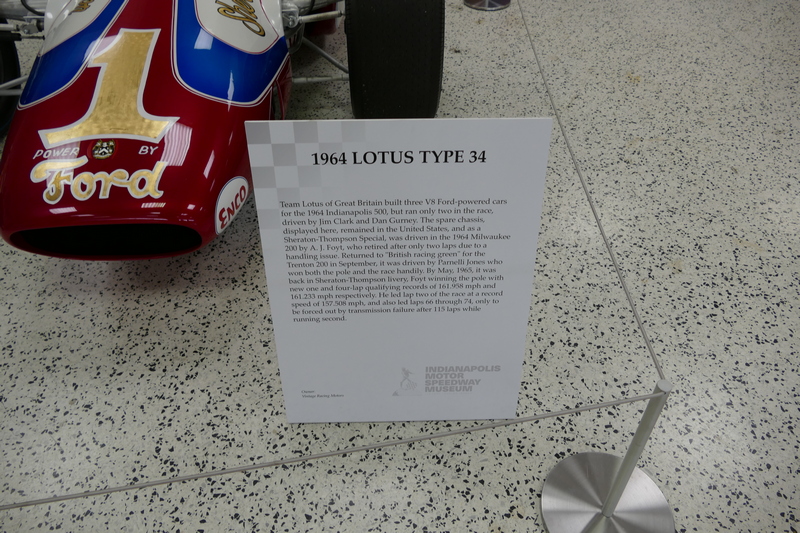 She
1
POWER BY
Ford
ENCO
1964 LOTUS TYPE 34
Team Lotus of Great Britain built three V8 Ford-powered cars
for the 1964 Indianapolis 500, but ran only two in the race,
driven by Jim Clark and Dan Gurney. The spare chassis,
displayed here, remained in the United States, and as a
Sheraton-Thompson Special, was driven in the 1964 Milwaukee
200 by A. J. Foyt, who retired after only two laps due to a
handling issue. Returned to "British racing green" for the
Trenton 200 in September, it was driven by Parnelli Jones who
won both the pole and the race handily. By May, 1965, it was
back in Sheraton-Thompson livery, Foyt winning the pole with
new one and four-lap qualifying records of 161.958 mph and
161.233 mph respectively. He led lap two of the race at a record
speed of 157.508 mph, and also led laps 66 through 74, only to
be forced out by transmission failure after 115 laps while
running second.
INDIANAPOLIS
MOTOR
SPEEDWAY
MUSEUM